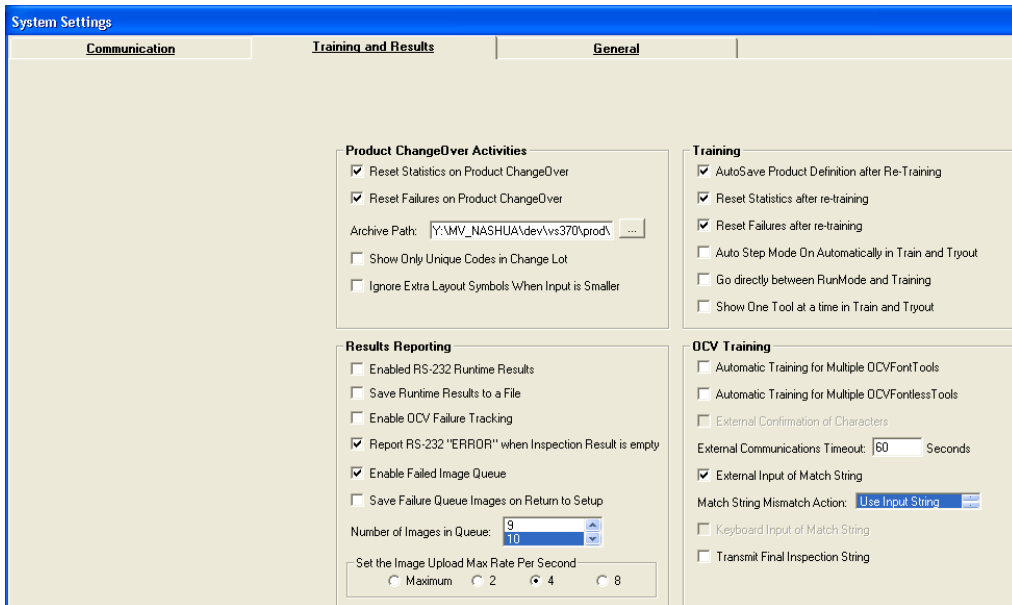 System Settings
Communication
Training and Results
General
Product ChangeOver Activities
Reset Statistics on Product ChangeOver
Reset Failures on Product ChangeOver
Archive Path: Y:\MV_NASHUA\dev\vs370\prod\ ...
Show Only Unique Codes in Change Lot
Ignore Extra Layout Symbols When Input is Smaller
Training
AutoSave Product Definition after Re-Training
Reset Statistics after re-training
Reset Failures after re-training
Auto Step Mode On Automatically in Train and Tryout
Go directly between RunMode and Training
Show One Tool at a time in Train and Tryout
Results Reporting
Enabled RS-232 Runtime Results
Save Runtime Results to a File
Enable OCV Failure Tracking
Report RS-232 "ERROR" when Inspection Result is empty
Enable Failed Image Queue
Save Failure Queue Images on Return to Setup
Number of Images in Queue: 9
10
Set the Image Upload Max Rate Per Second
Maximum 2 4 8
OCV Training
Automatic Training for Multiple OCVFontTools
Automatic Training for Multiple OCVFontlessTools
External Confirmation of Characters
External Communications Timeout: 60 Seconds
External Input of Match String
Match String Mismatch Action: Use Input String
Keyboard Input of Match String
Transmit Final Inspection String